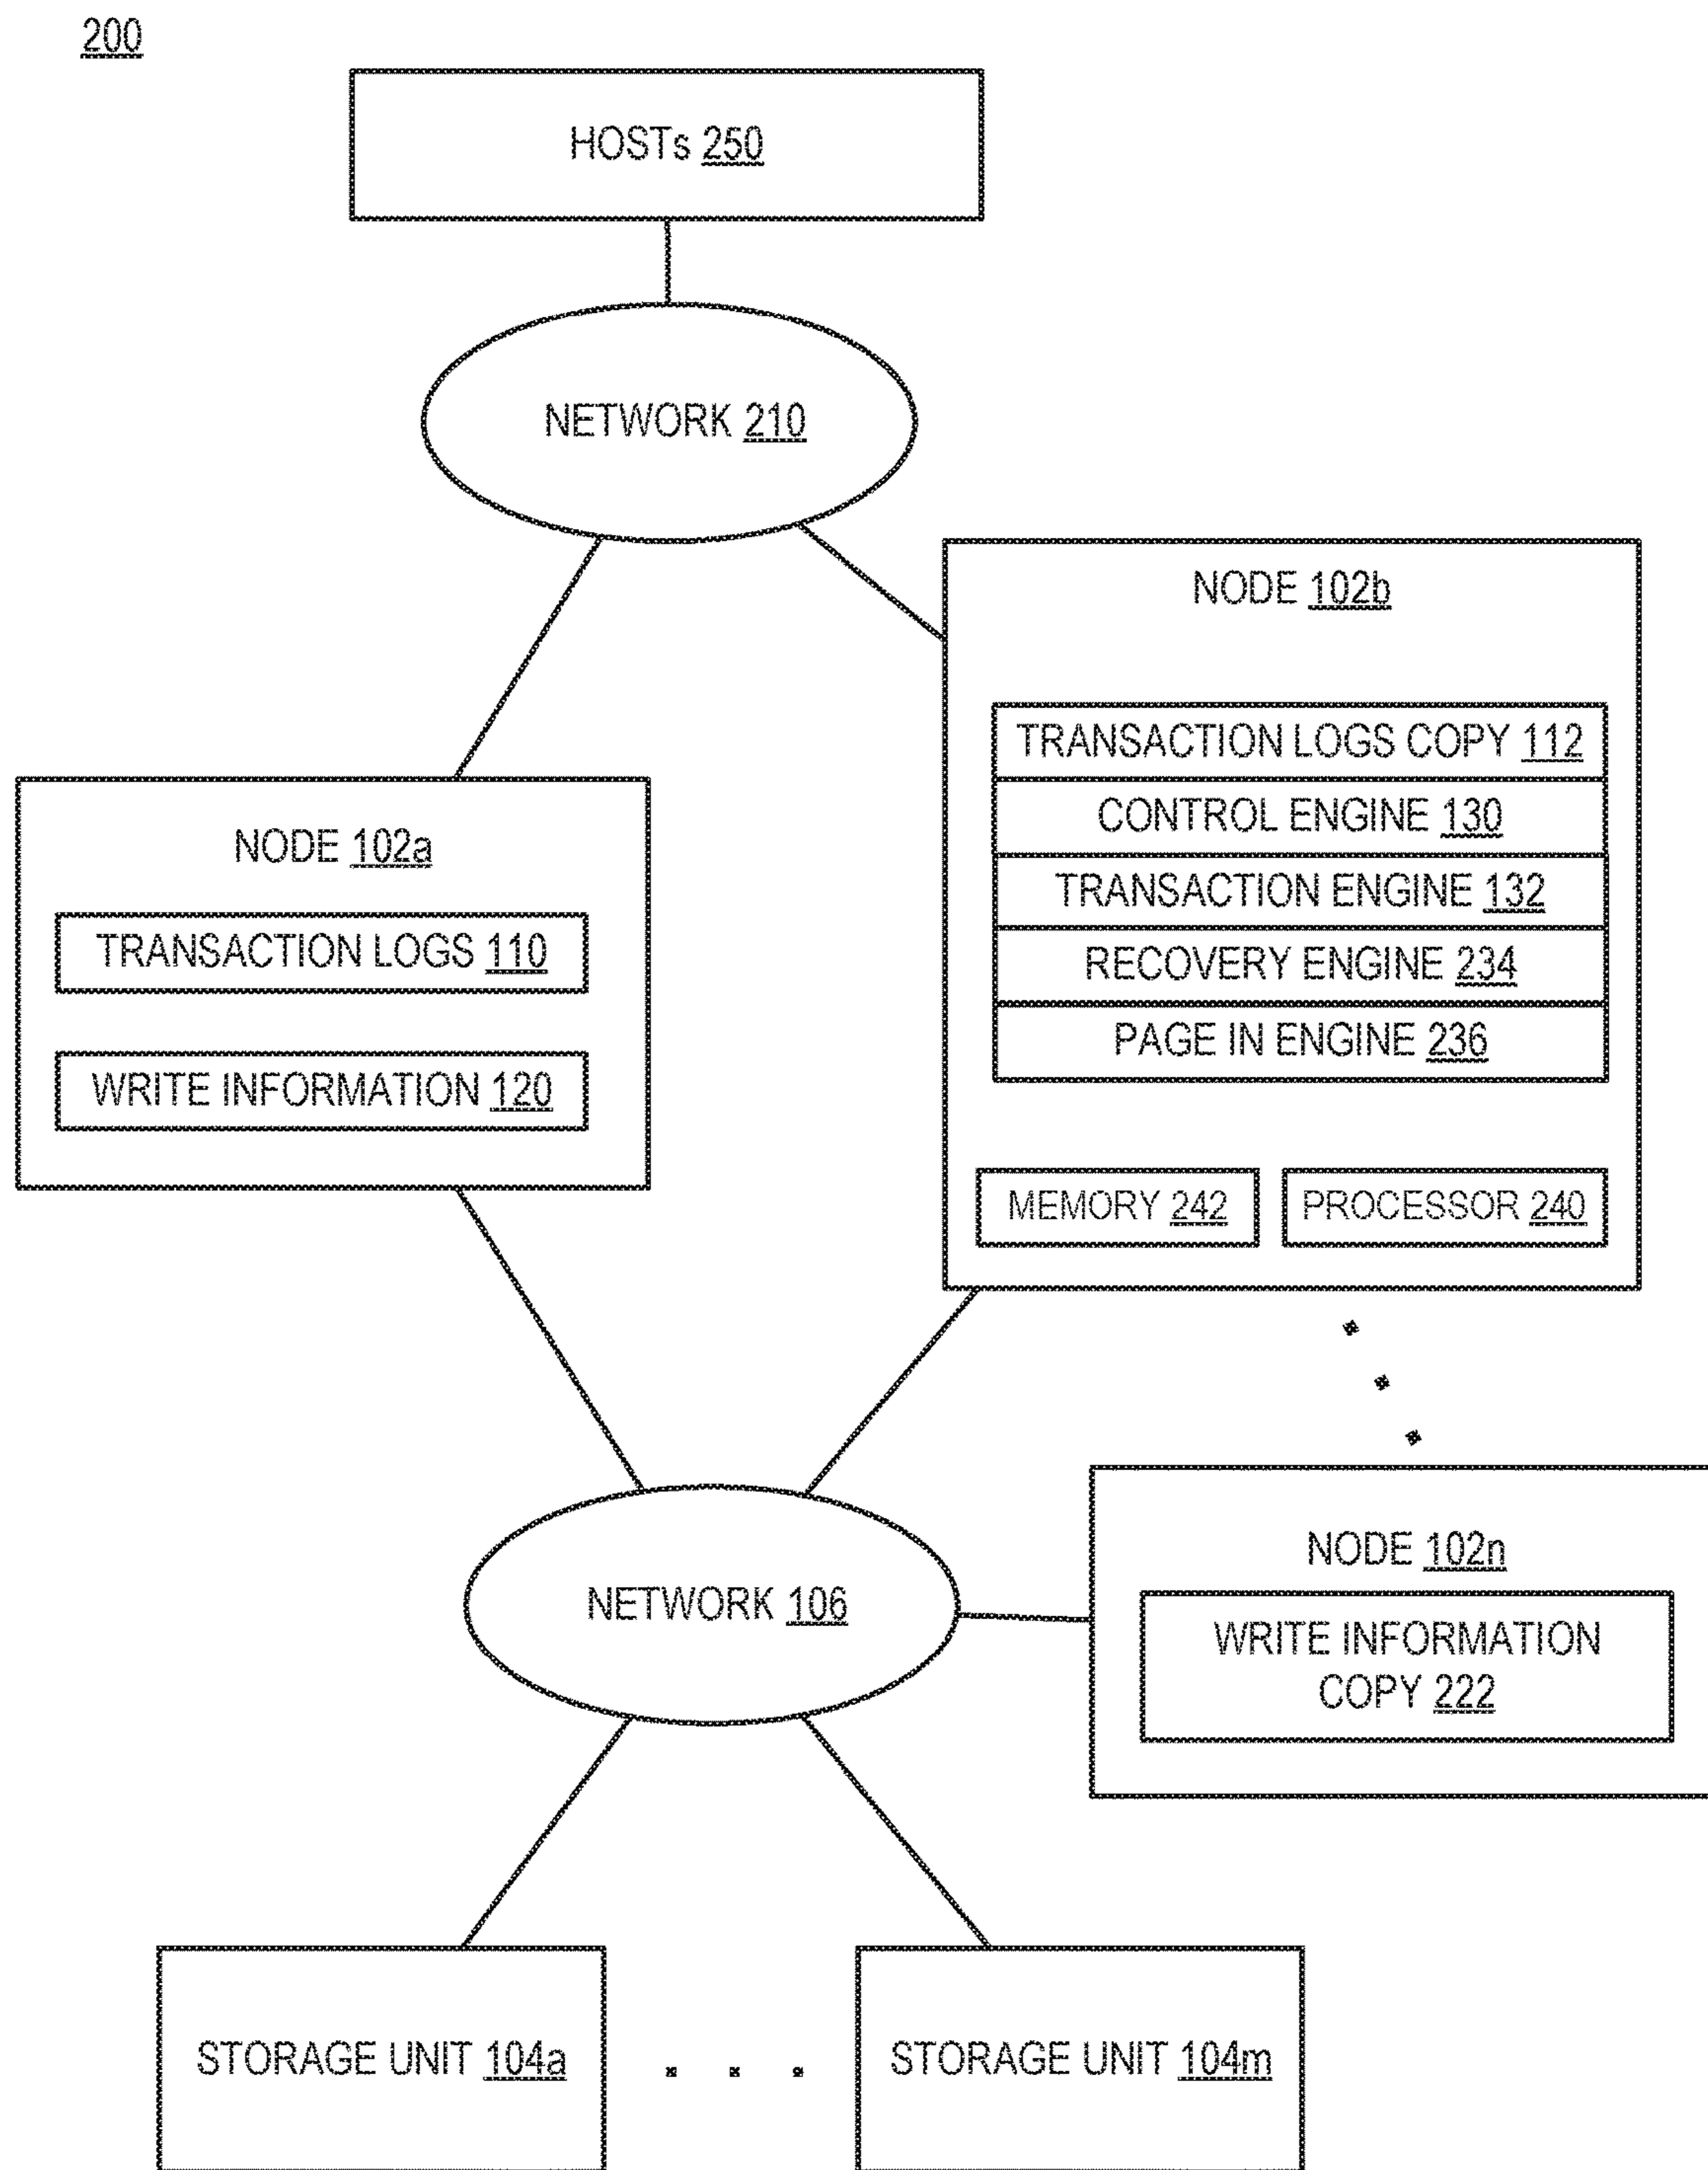 200
HOSTs 250
NETWORK 210
NODE 102b
TRANSACTION LOGS COPY 112
CONTROL ENGINE 130
TRANSACTION ENGINE 132
RECOVERY ENGINE 234
PAGE IN ENGINE 236
MEMORY 242
PROCESSOR 240
NODE 102a
TRANSACTION LOGS 110
WRITE INFORMATION 120
NETWORK 106
NODE 102n
WRITE INFORMATION
COPY 222
STORAGE UNIT 104a
STORAGE UNIT 104m